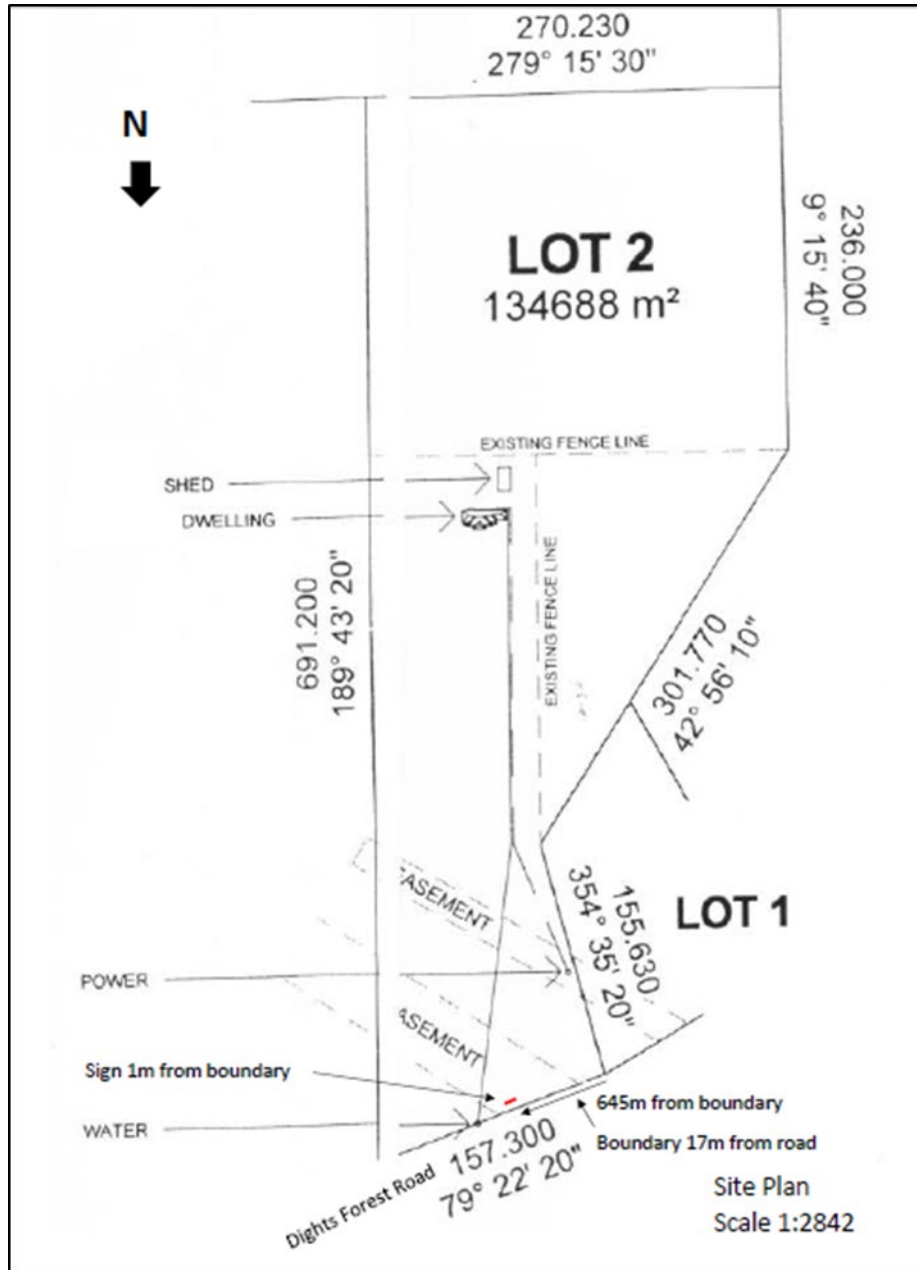 270.230
279° 15' 30"
N
LOT 2
134688 m²
236.000
9° 15' 40"
EXISTING FENCE LINE
SHED
DWELLING
EXISTING FENCE LINE
691.200
189° 43' 20"
301.770
42° 56' 10"
EASEMENT
155.630
354° 35' 20"
LOT 1
POWER
ASEMENT
Sign 1m from boundary
645m from boundary
WATER
Boundary 17m from road
Dights Forest Road
157.300
79° 22' 20"
Site Plan
Scale 1:2842